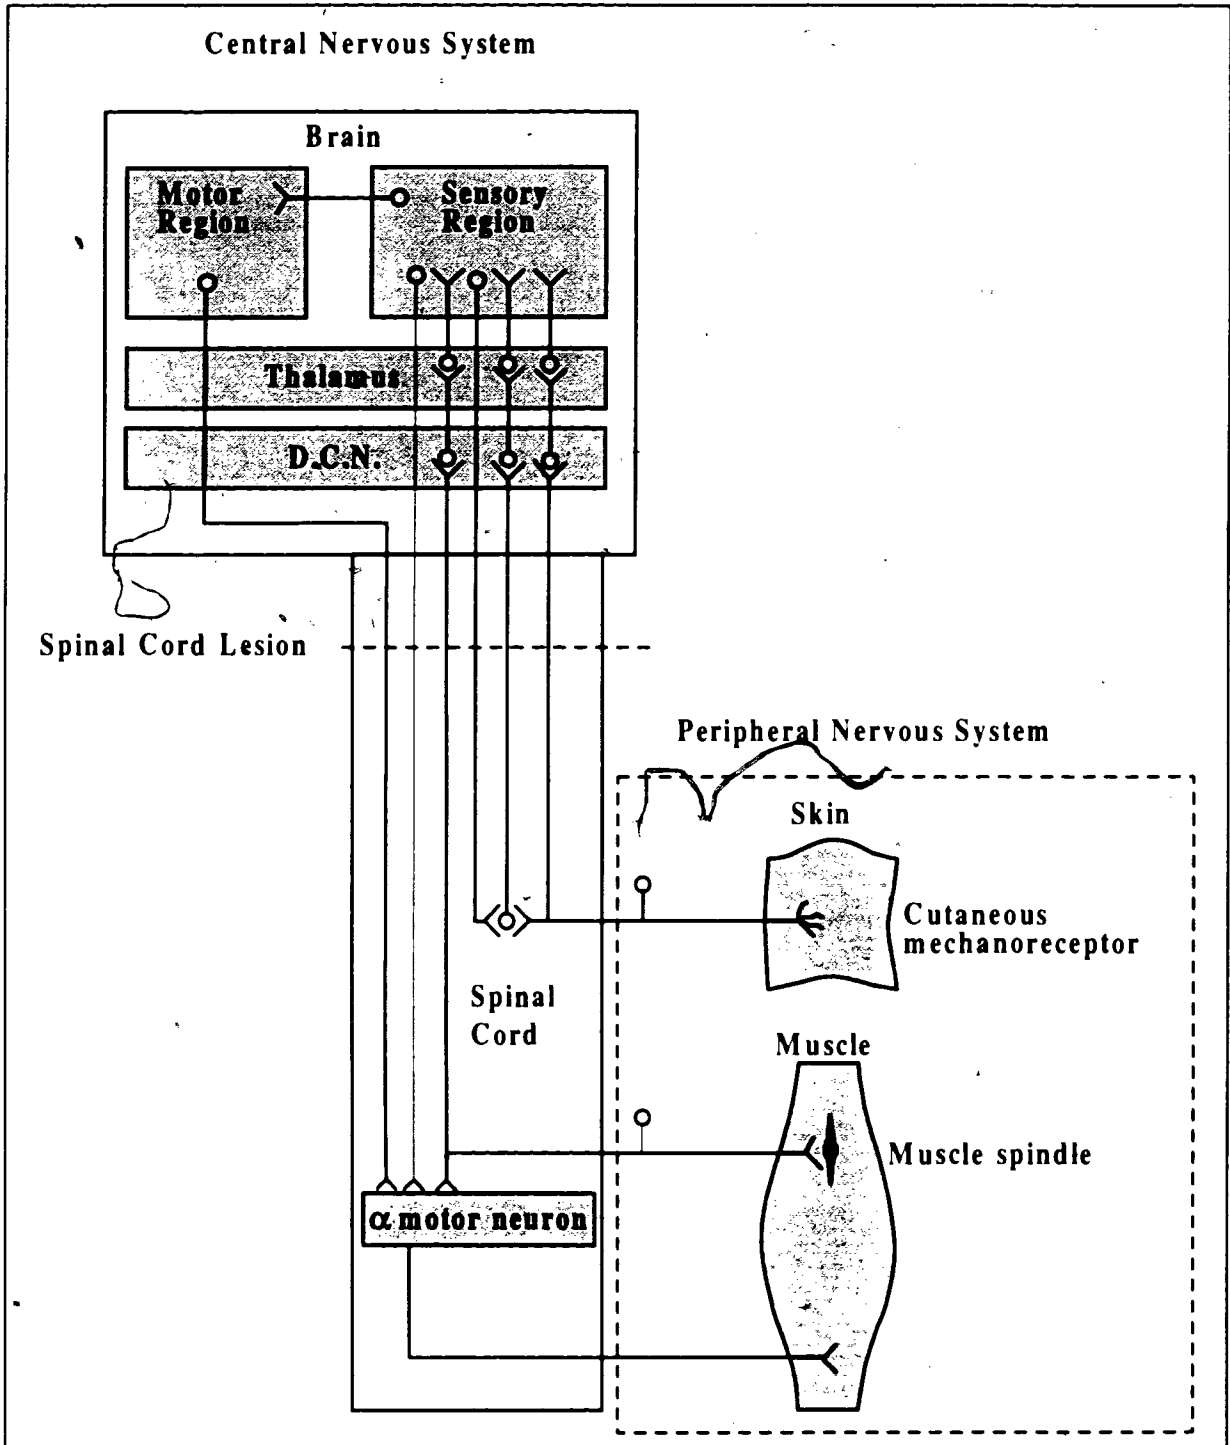 Central Nervous System
Brain
Motor
Region
Sensory
Region
Thalamus
D.C.N.
Spinal Cord Lesion
Peripheral Nervous System
Skin
Cutaneous
mechanoreceptor
Spinal
Cord
Muscle
Muscle spindle
α motor neuron